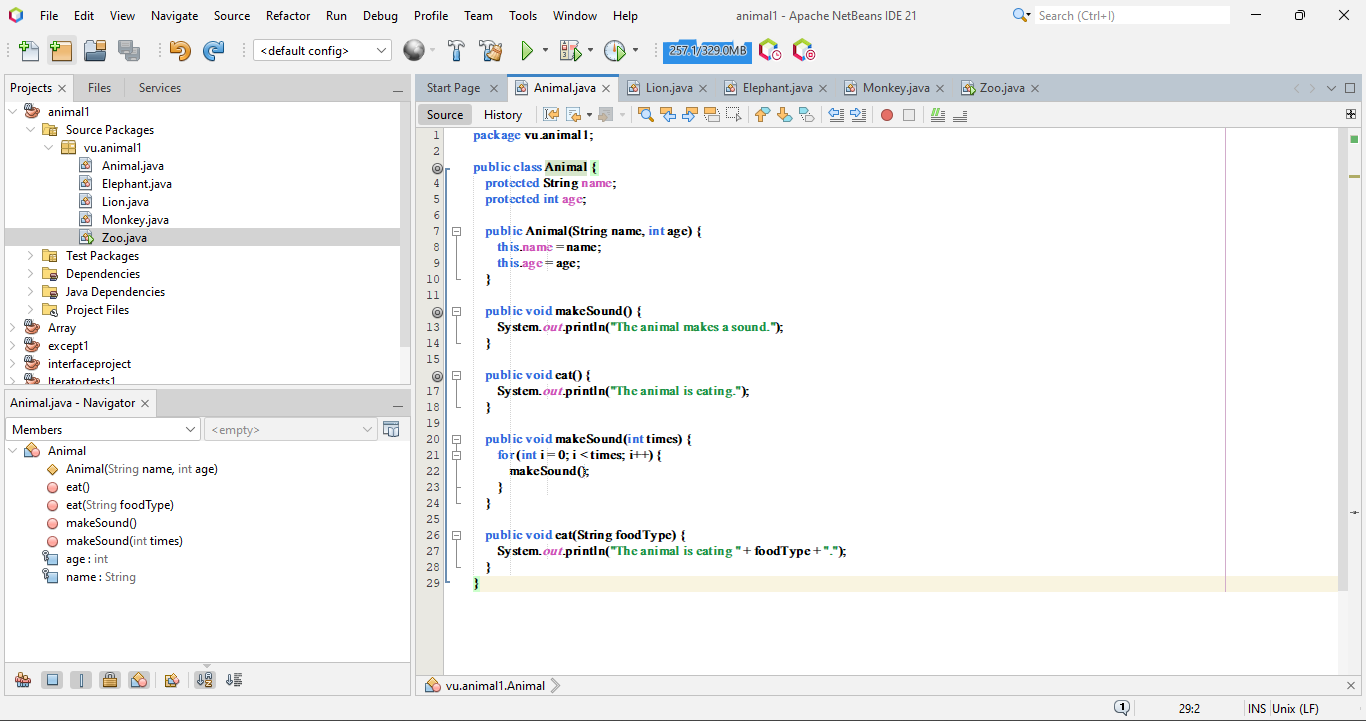 File Edit View Navigate Source Refactor Run Debug Profile Team Tools Window Help
animal1 - Apache NetBeans IDE 21
Search (Ctrl+I)
<default config>
257.1/329.0MB
Projects Files Services
animal1
Source Packages
vu.animal1
Animal.java
Elephant.java
Lion.java
Monkey.java
Zoo.java
Test Packages
Dependencies
Java Dependencies
Project Files
Array
except1
interfaceproject
Iteratortests1
Animal.java - Navigator
Members <empty>
Animal
Animal(String name, int age)
eat()
eat(String foodType)
makeSound()
makeSound(int times)
age : int
name : String
Start Page Animal.java Lion.java Elephant.java Monkey.java Zoo.java
Source History
1 package vu.animal1;
2
public class Animal {
4 protected String name;
5 protected int age;
6
7 public Animal(String name, int age) {
8 this.name = name;
9 this.age = age;
10 }
11
public void makeSound() {
13 System.out.println("The animal makes a sound.");
14 }
15
public void eat() {
17 System.out.println("The animal is eating.");
18 }
19
20 public void makeSound(int times) {
21 for (int i = 0; i < times; i++) {
22 makeSound();
23 }
24 }
25
26 public void eat(String foodType) {
27 System.out.println("The animal is eating " + foodType + ".");
28 }
29 }
vu.animal1.Animal
1 29:2 INS Unix (LF)